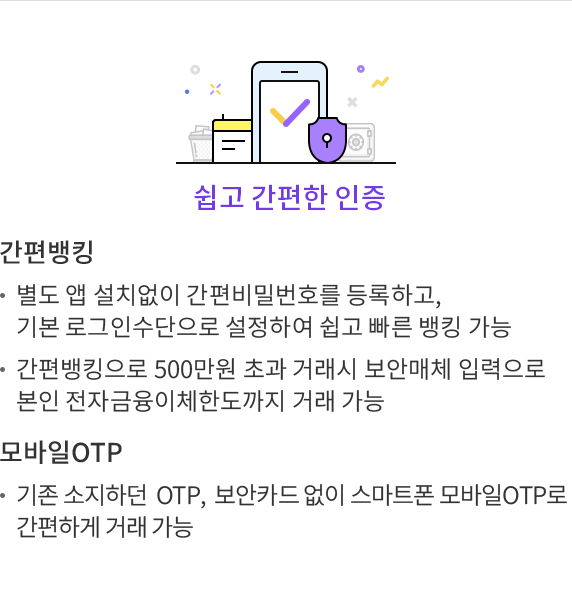 쉽고 간편한 인증
간편뱅킹
• 별도 앱 설치없이 간편비밀번호를 등록하고,
기본 로그인수단으로 설정하여 쉽고 빠른 뱅킹 가능
• 간편뱅킹으로 500만원 초과 거래시 보안매체 입력으로
본인 전자금융이체한도까지 거래 가능
모바일OTP
• 기존 소지하던 OTP, 보안카드 없이 스마트폰 모바일OTP로
간편하게 거래 가능